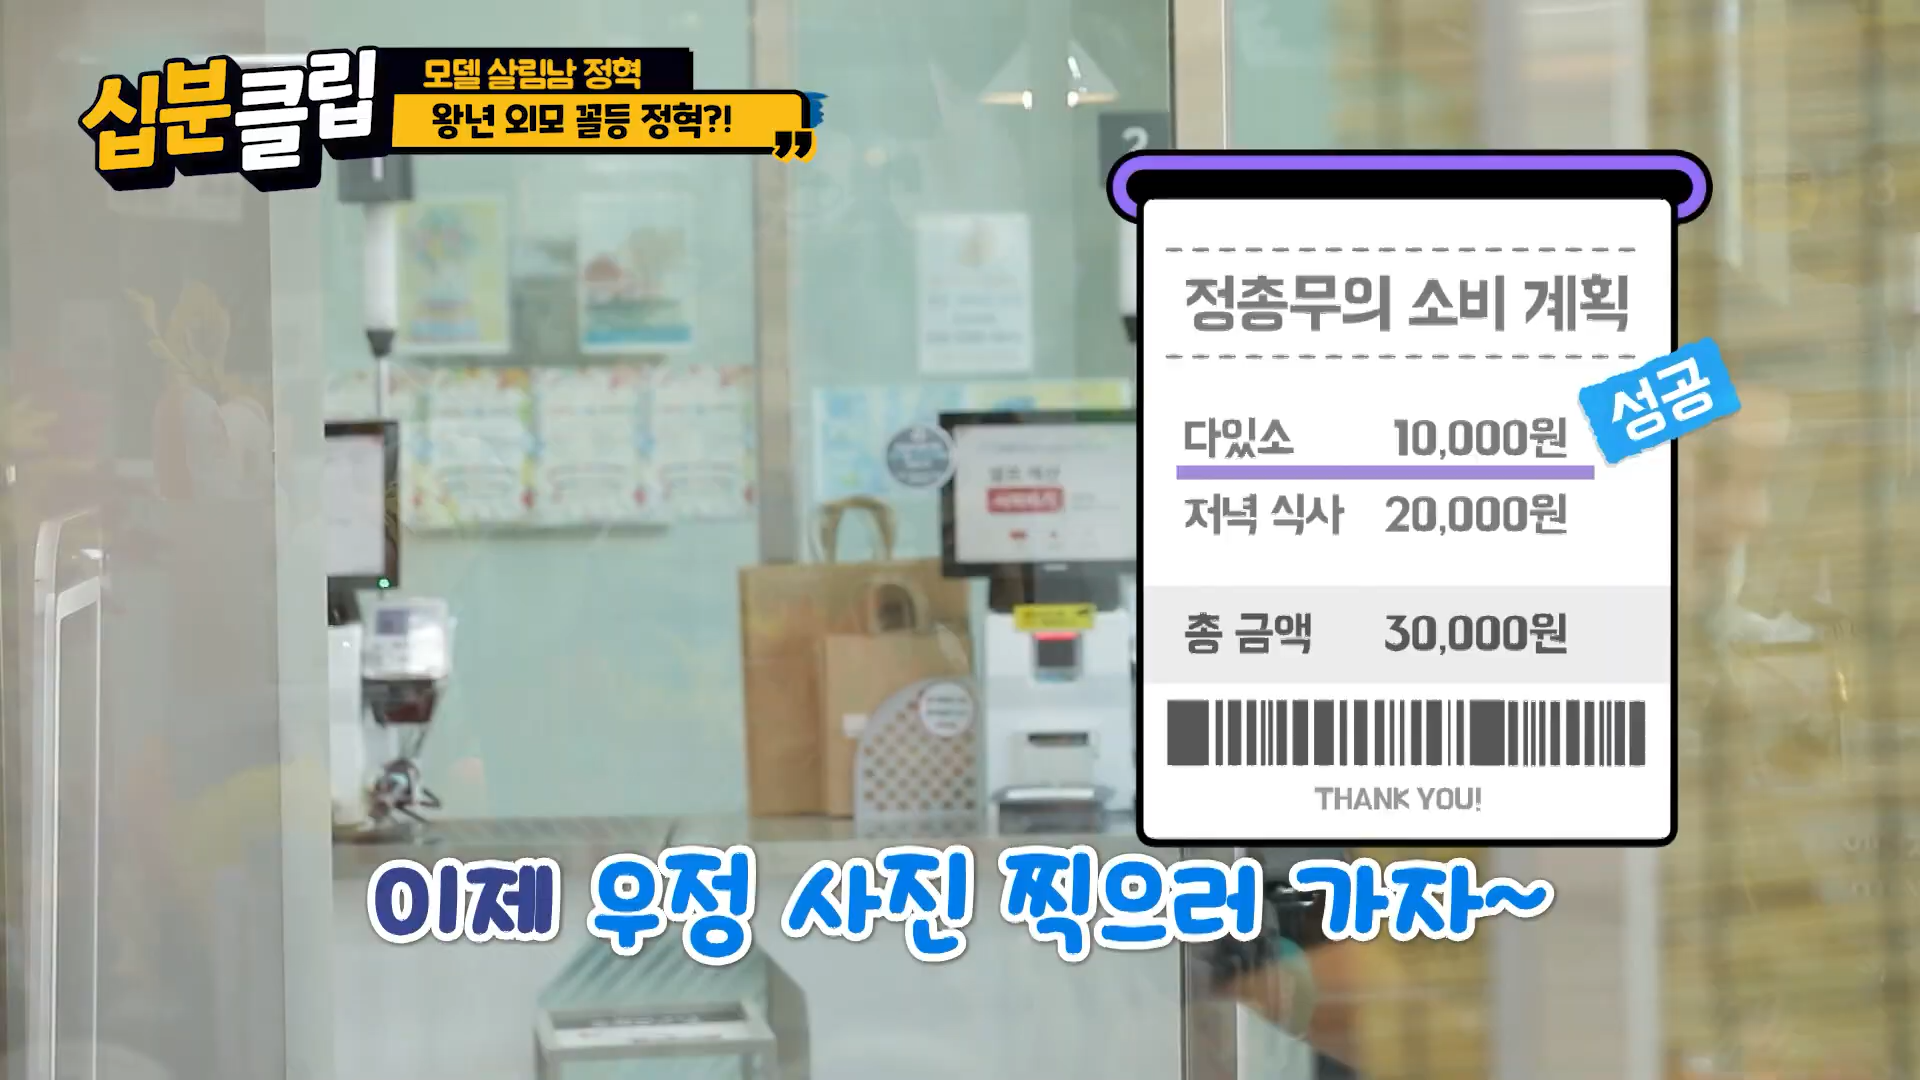 십분클립
모델 살림남 정혁
왕년 외모 꼴등 정혁?!
1
2
정총무의 소비 계획
다있소 10,000원
성공
저녁 식사 20,000원
총 금액 30,000원
THANK YOU!
이제 우정 사진 찍으러 가자~